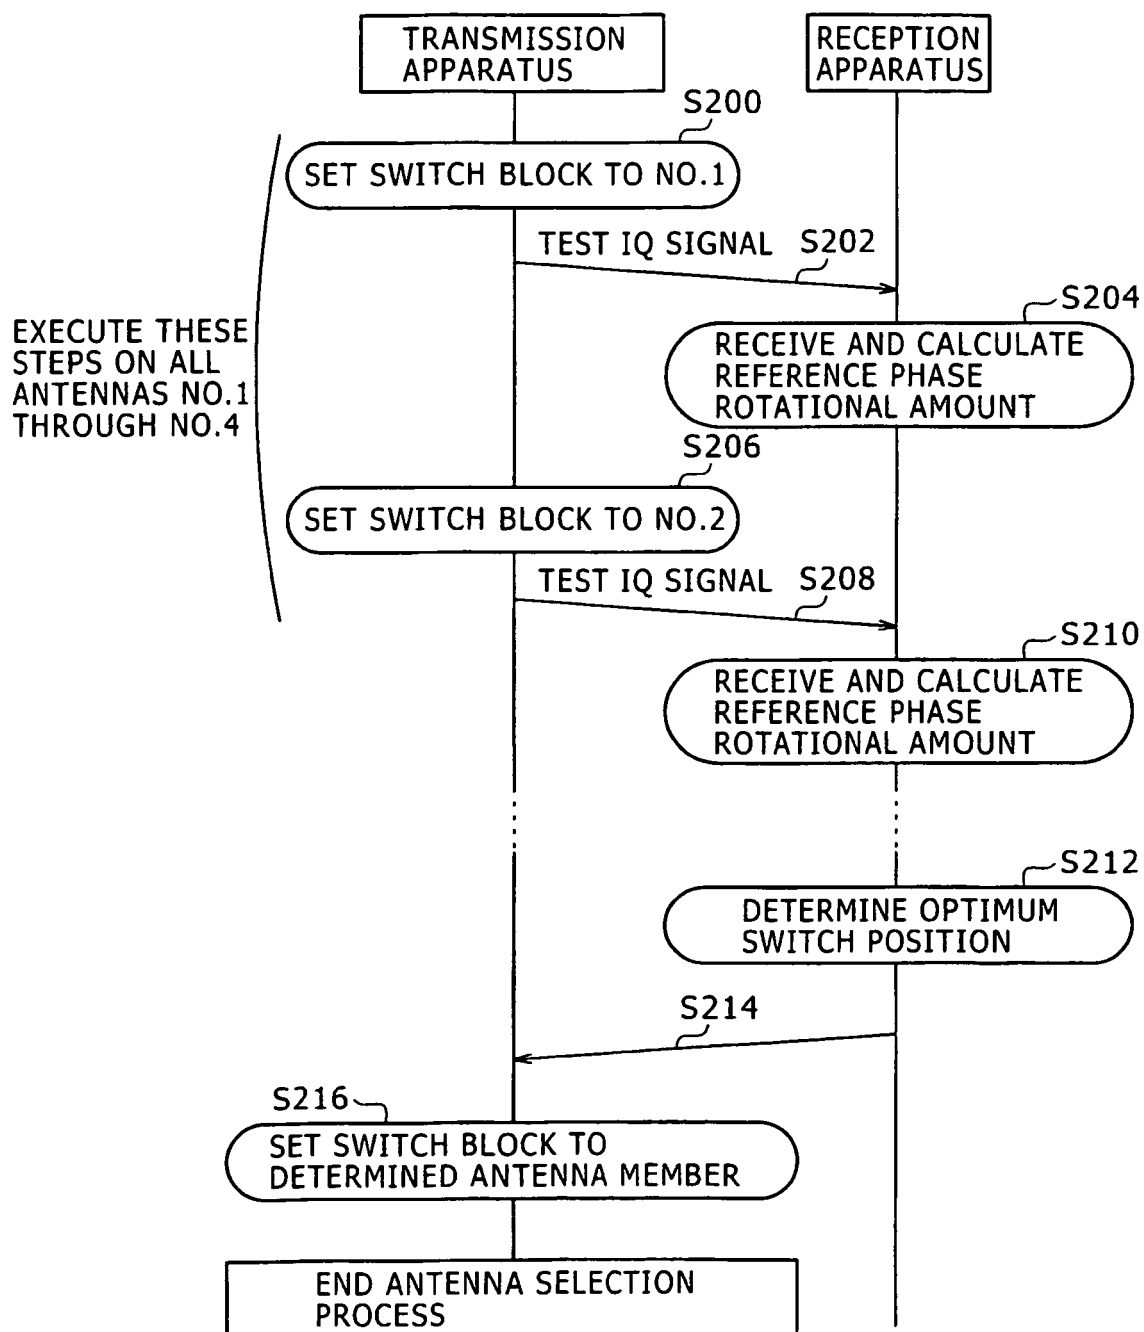 TRANSMISSION
APPARATUS
RECEPTION
APPARATUS
S200
SET SWITCH BLOCK TO NO.1
TEST IQ SIGNAL
S202
S204
EXECUTE THESE
STEPS ON ALL
ANTENNAS NO.1
THROUGH NO.4
RECEIVE AND CALCULATE
REFERENCE PHASE
ROTATIONAL AMOUNT
S206
SET SWITCH BLOCK TO NO.2
TEST IQ SIGNAL
S208
S210
RECEIVE AND CALCULATE
REFERENCE PHASE
ROTATIONAL AMOUNT
S212
DETERMINE OPTIMUM
SWITCH POSITION
S214
S216
SET SWITCH BLOCK TO
DETERMINED ANTENNA MEMBER
END ANTENNA SELECTION
PROCESS